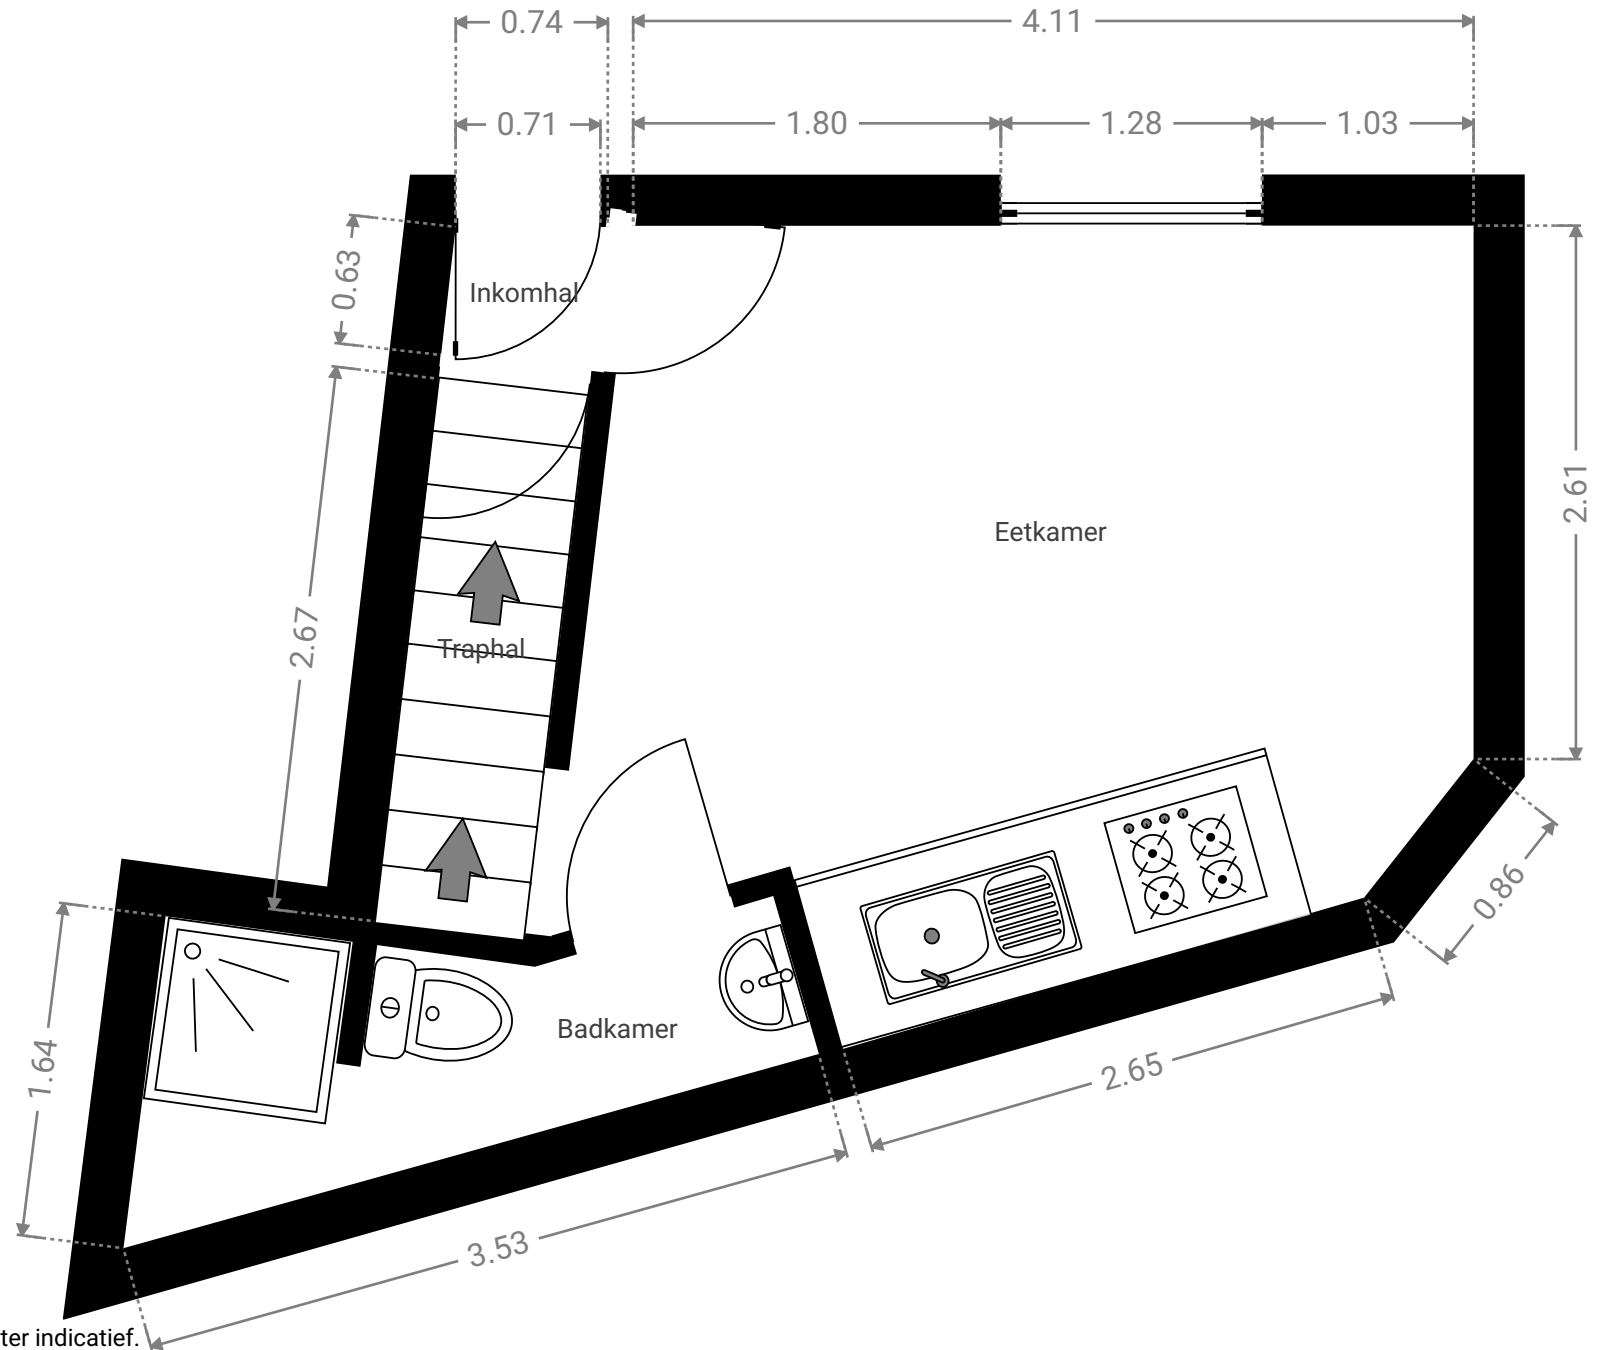 0.74
4.11
0.71
1.80
1.28
1.03
0.63
Inkomhal
2.61
Eetkamer
2.67
Traphal
0.86
Badkamer
1.64
2.65
3.53
ter indicatief.